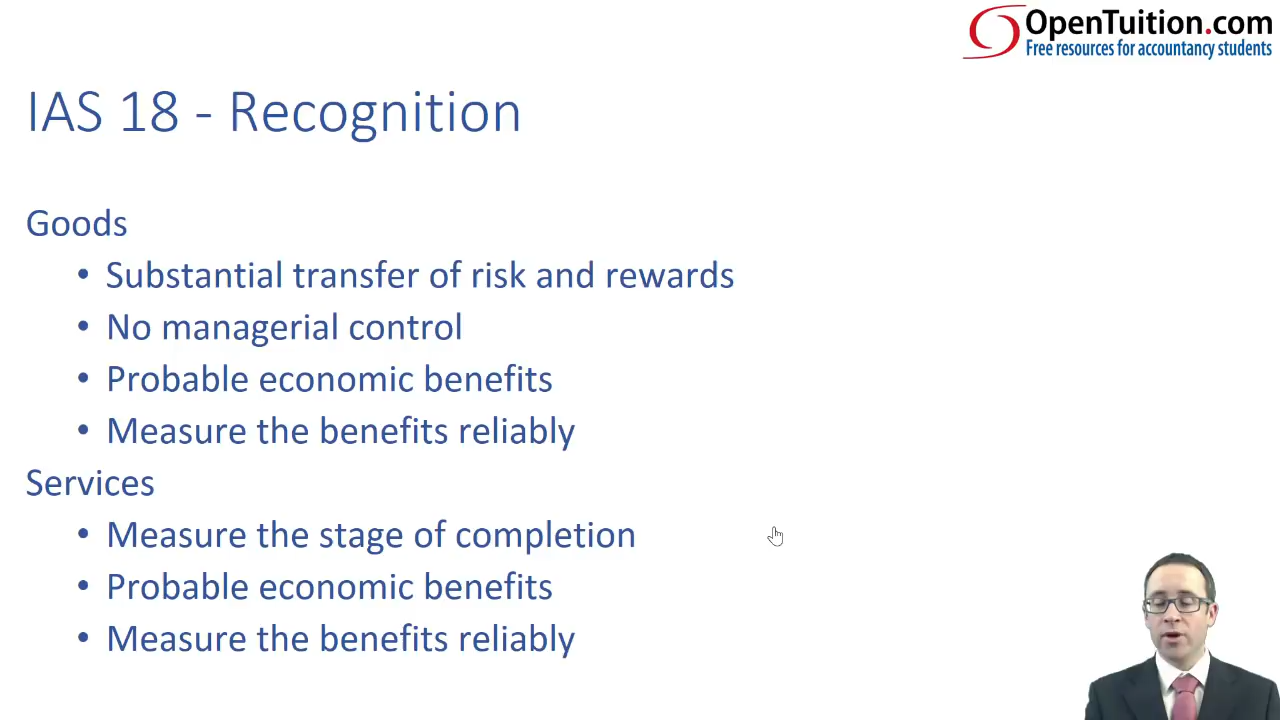 OpenTuition.com
Free resources for accountancy students
IAS 18 - Recognition
Goods
• Substantial transfer of risk and rewards
• No managerial control
• Probable economic benefits
• Measure the benefits reliably
Services
• Measure the stage of completion
• Probable economic benefits
• Measure the benefits reliably